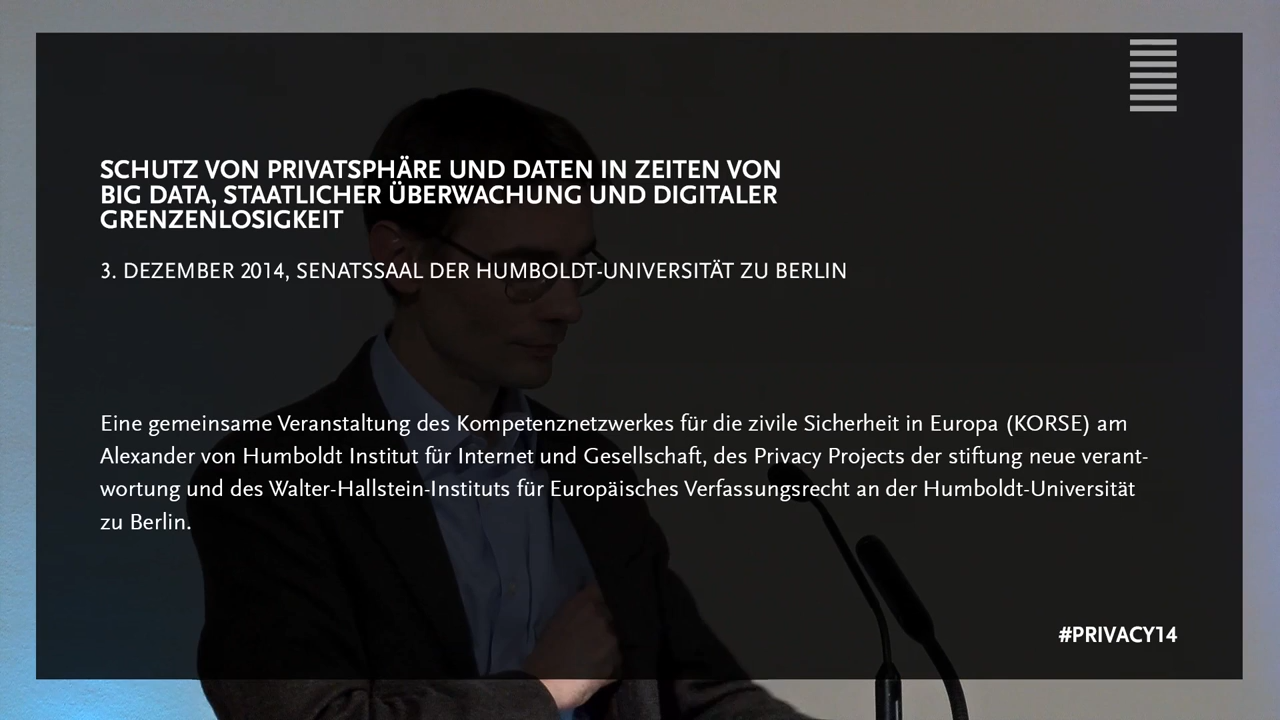 SCHUTZ VON PRIVATSPHÄRE UND DATEN IN ZEITEN VON
BIG DATA, STAATLICHER ÜBERWACHUNG UND DIGITALER
GRENZENLOSIGKEIT
3. DEZEMBER 2014, SENATSSAAL DER HUMBOLDT-UNIVERSITÄT ZU BERLIN
Eine gemeinsame Veranstaltung des Kompetenznetzwerkes für die zivile Sicherheit in Europa (KORSE) am
Alexander von Humboldt Institut für Internet und Gesellschaft, des Privacy Projects der stiftung neue verant-
wortung und des Walter-Hallstein-Instituts für Europäisches Verfassungsrecht an der Humboldt-Universität
zu Berlin.
#PRIVACY14